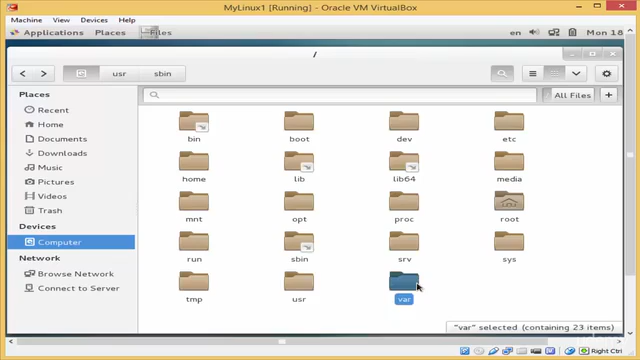 MyLinux1 [Running] - Oracle VM VirtualBox
Machine View Devices Help
Applications Places Files en Mon 18
/
usr sbin
Places
Recent
Home
Documents
Downloads
Music
Pictures
Videos
Trash
Devices
Computer
Network
Browse Network
Connect to Server
All Files
bin boot dev etc
home lib lib64 media
mnt opt proc root
run sbin srv sys
tmp usr var
"var" selected (containing 23 items)
Right Ctrl